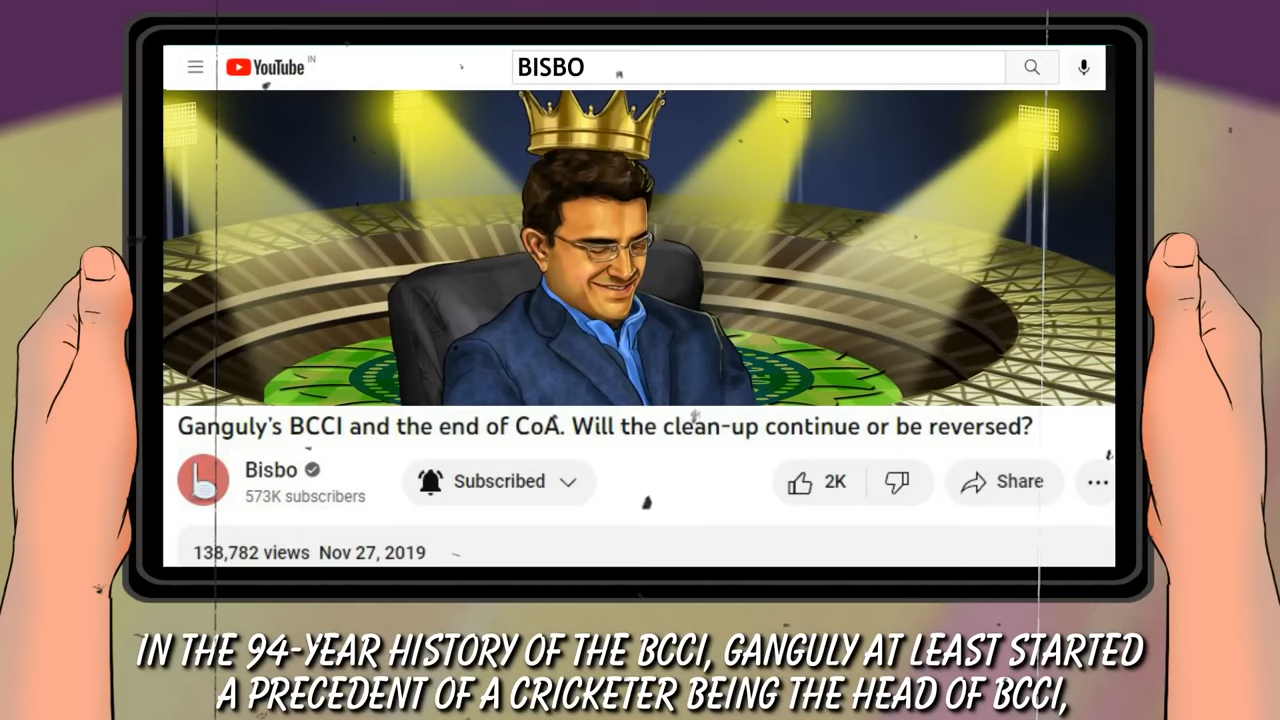 YouTube IN
BISBO
Ganguly's BCCI and the end of CoA. Will the clean-up continue or be reversed?
Bisbo
573K subscribers
Subscribed
2K
Share
138,782 views Nov 27, 2019
IN THE 94-YEAR HISTORY OF THE BCCI, GANGULY AT LEAST STARTED
A PRECEDENT OF A CRICKETER BEING THE HEAD OF BCCI,